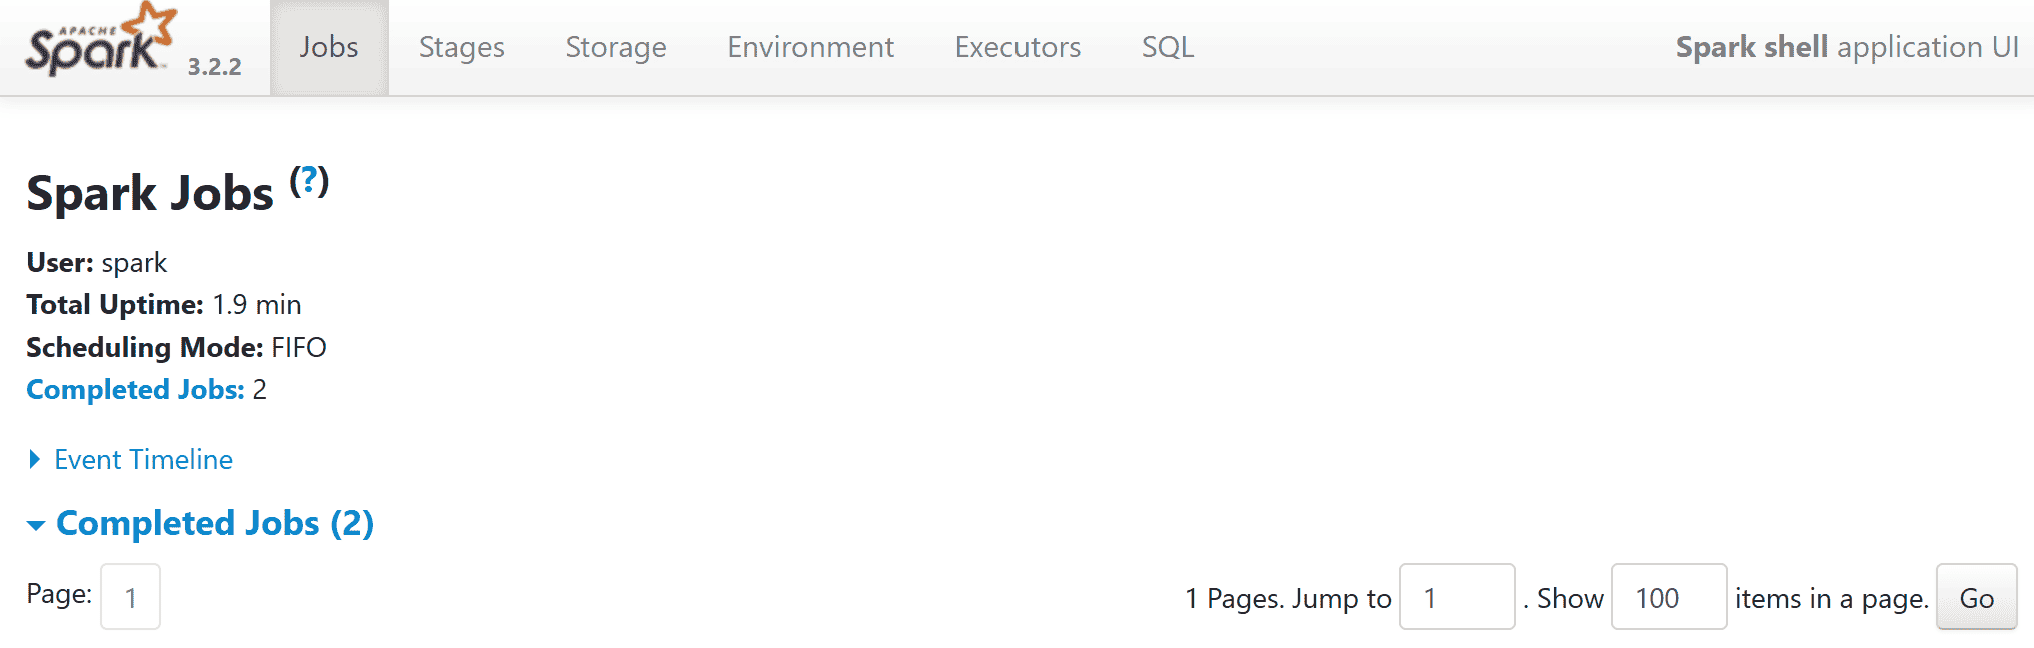 APACHE Spark™ 3.2.2 Jobs Stages Storage Environment Executors SQL Spark shell application UI
Spark Jobs (?)
User: spark
Total Uptime: 1.9 min
Scheduling Mode: FIFO
Completed Jobs: 2
Event Timeline
Completed Jobs (2)
Page: 1 1 Pages. Jump to 1 . Show 100 items in a page. Go